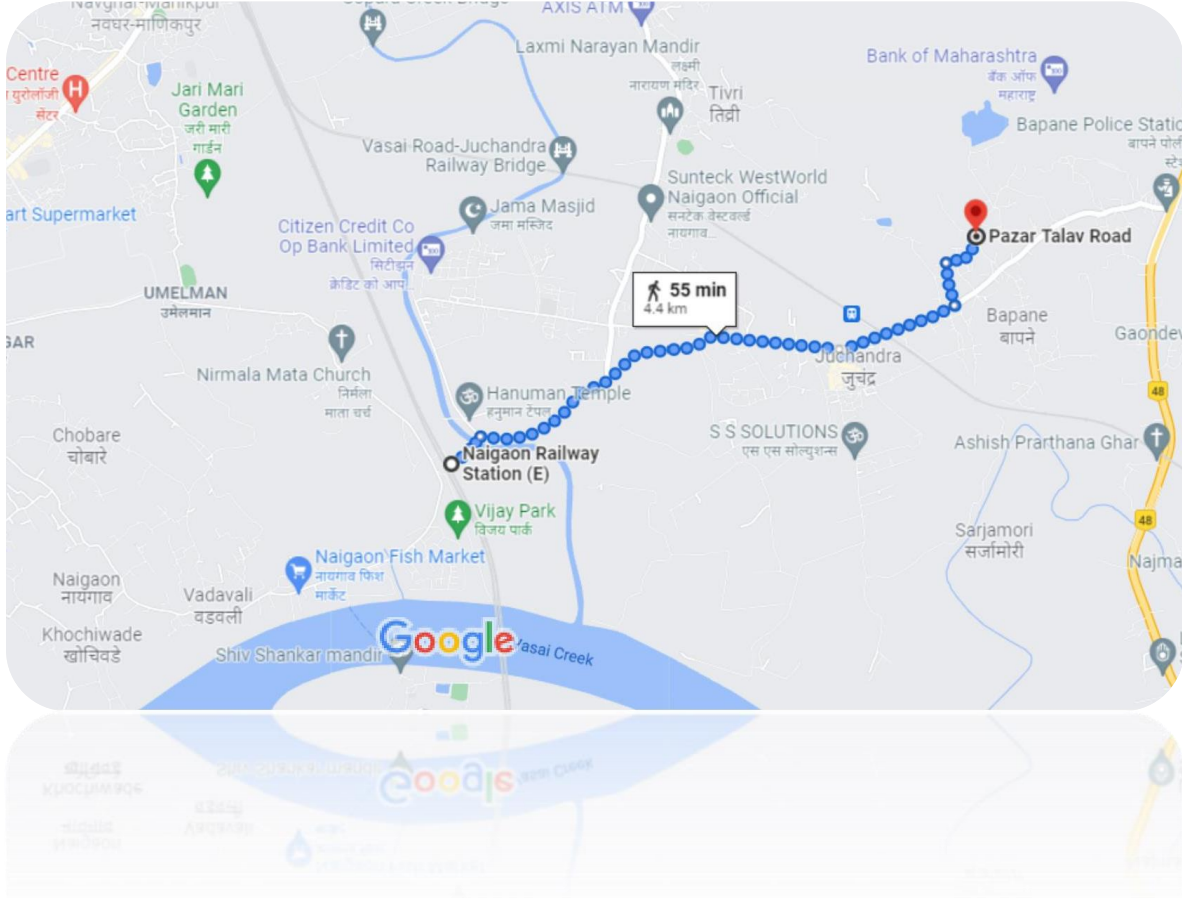 Navghar-Manikpur
नवघर-माणिकपुर
AXIS ATM
Laxmi Narayan Mandir
लक्ष्मी
नारायण मंदिर
Tivri
तिव्री
Bank of Maharashtra
बँक ऑफ
महाराष्ट्र
Centre
युरोलॉजी
सेंटर
Jari Mari
Garden
जरी मारी
गार्डन
Vasai Road-Juchandra
Railway Bridge
Bapane Police
बापने
Sunteck WestWorld
Naigaon Official
सनटेक वेस्टवर्ल्ड
नायगाव...
Jama Masjid
जमा मस्जिद
art Supermarket
Citizen Credit Co
Op Bank Limited
सिटीझन
क्रेडिट को आप...
Pazar Talav Road
UMELMAN
उमेलमान
55 min
4.4 km
Bapane
बापने
GAR
Juchandra
जुचंद्र
Nirmala Mata Church
निर्मला
माता चर्च
Hanuman Temple
हनुमान टेंपल
48
Chobare
चोबारे
S S SOLUTIONS
एस एस सोल्युशन्स
Ashish Prarthana Ghar
Naigaon Railway
Station (E)
Vijay Park
विजय पार्क
48
Sarjamori
सर्जामोरी
Naigaon Fish Market
नायगाव फिश
मार्केट
Naigaon
नायगाव
Vadavali
वडवली
Khochiwade
खोचिवडे
Google
Vasai Creek
Shiv Shankar mandir